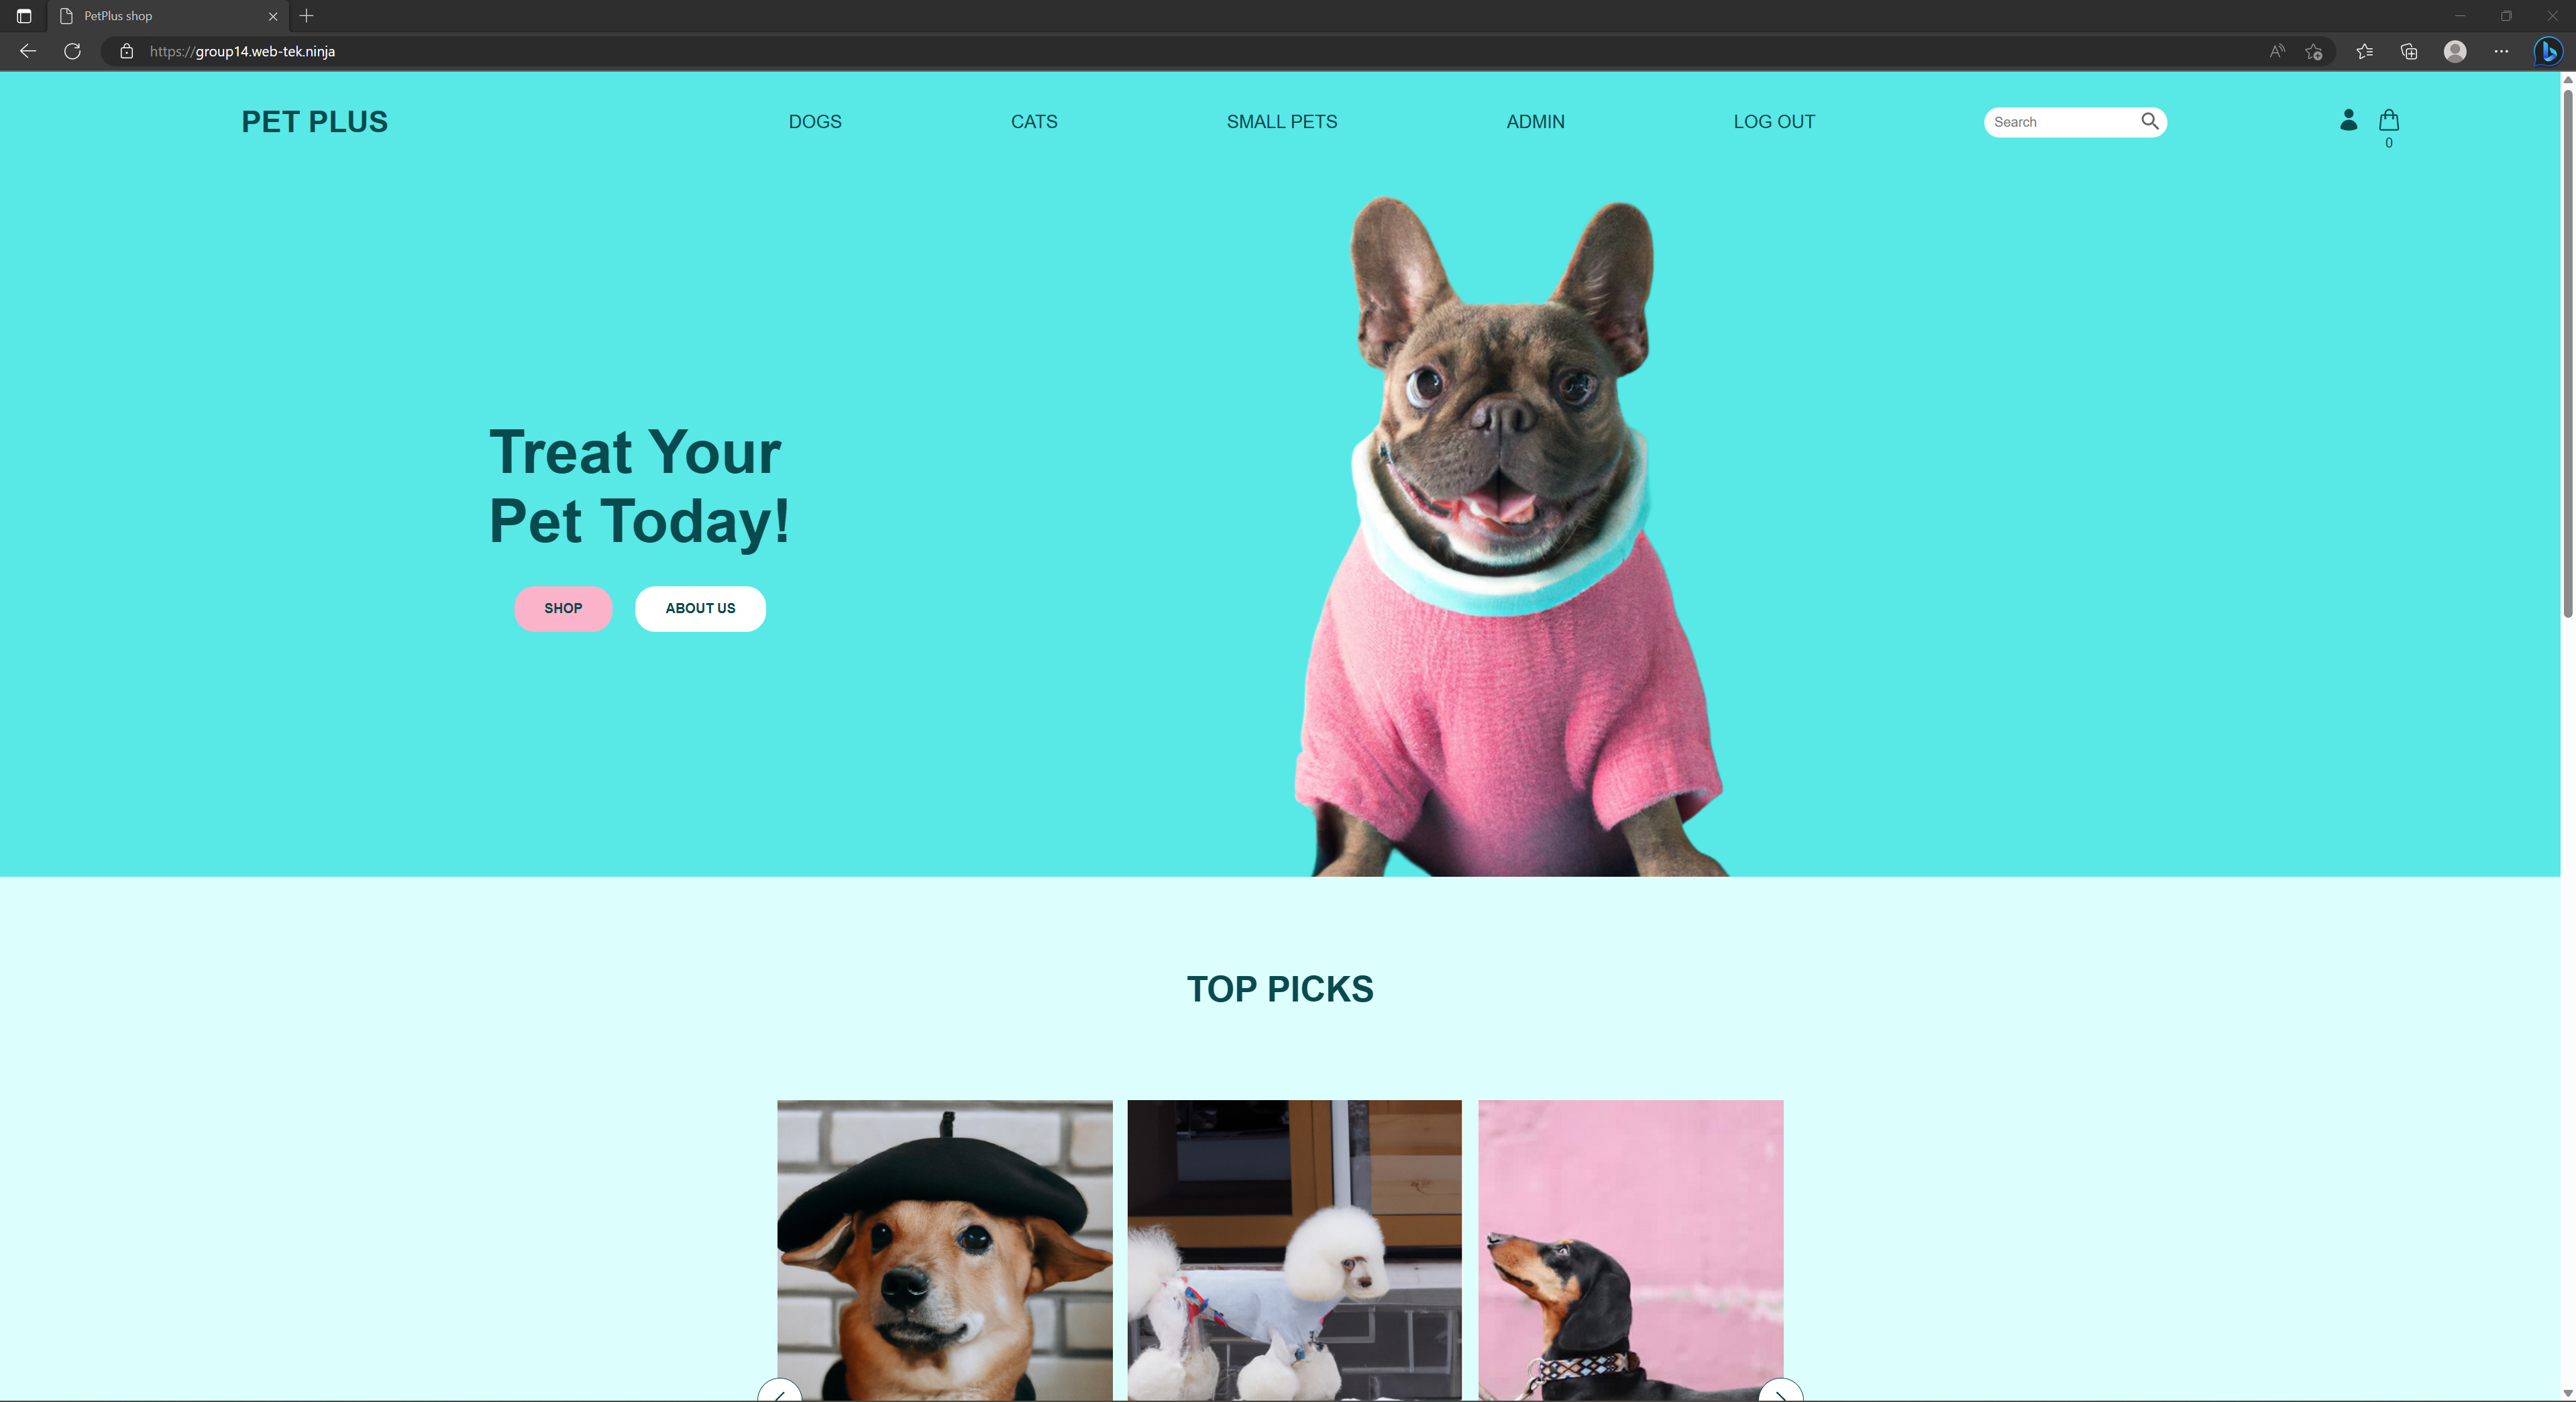 PetPlus shop
https://group14.web-tek.ninja
PET PLUS
DOGS
CATS
SMALL PETS
ADMIN
LOG OUT
Search
0
Treat Your
Pet Today!
SHOP
ABOUT US
TOP PICKS